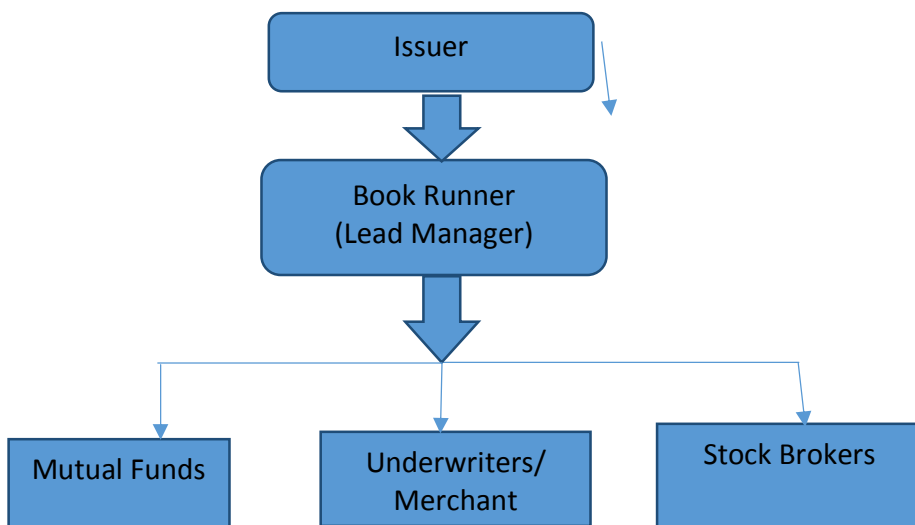 Issuer
Book Runner
(Lead Manager)
Mutual Funds
Underwriters/
Merchant
Stock Brokers